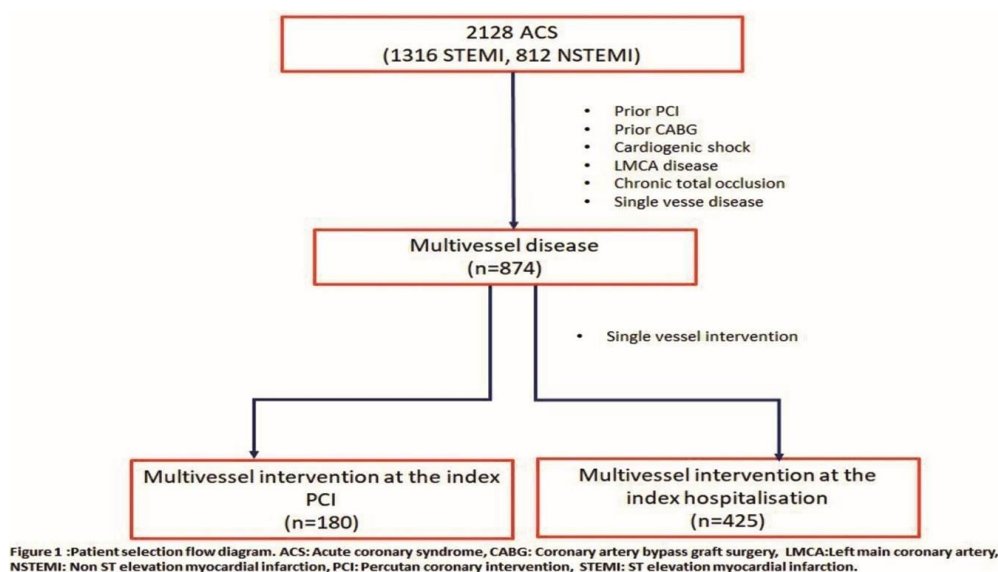 2128 ACS
(1316 STEMI, 812 NSTEMI)
• Prior PCI
• Prior CABG
• Cardiogenic shock
• LMCA disease
• Chronic total occlusion
• Single vesse disease
Multivessel disease
(n=874)
• Single vessel intervention
Multivessel intervention at the index
PCI
(n=180)
Multivessel intervention at the
index hospitalisation
(n=425)
Figure 1 :Patient selection flow diagram. ACS: Acute coronary syndrome, CABG: Coronary artery bypass graft surgery, LMCA:Left main coronary artery,
NSTEMI: Non ST elevation myocardial infarction, PCI: Percutan coronary intervention, STEMI: ST elevation myocardial infarction.